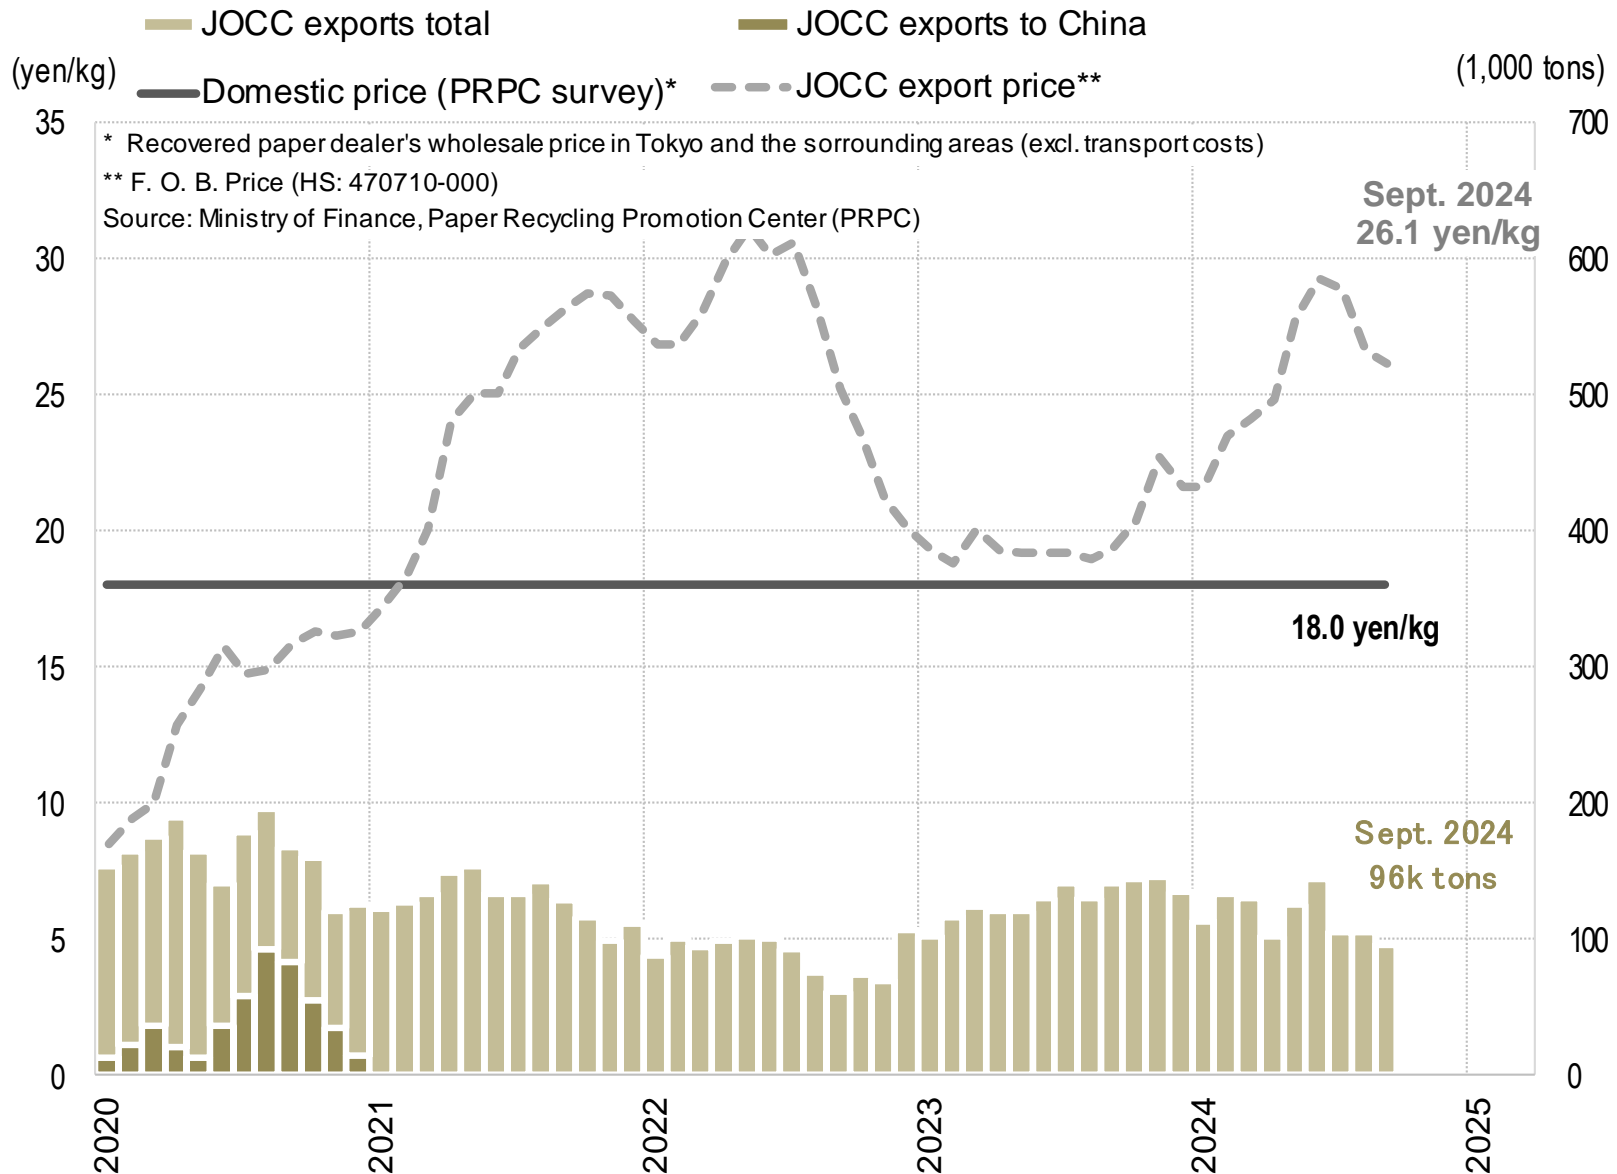 JOCC exports total
JOCC exports to China
(yen/kg)
(1,000 tons)
Domestic price (PRPC survey)*
JOCC export price**
35
700
* Recovered paper dealer's wholesale price in Tokyo and the sorrounding areas (excl. transport costs)
** F. O. B. Price (HS: 470710-000)
Source: Ministry of Finance, Paper Recycling Promotion Center (PRPC)
Sept. 2024
26.1 yen/kg
30
600
25
500
20
400
18.0 yen/kg
15
300
10
200
Sept. 2024
96k tons
5
100
0
0
2020
2021
2022
2023
2024
2025